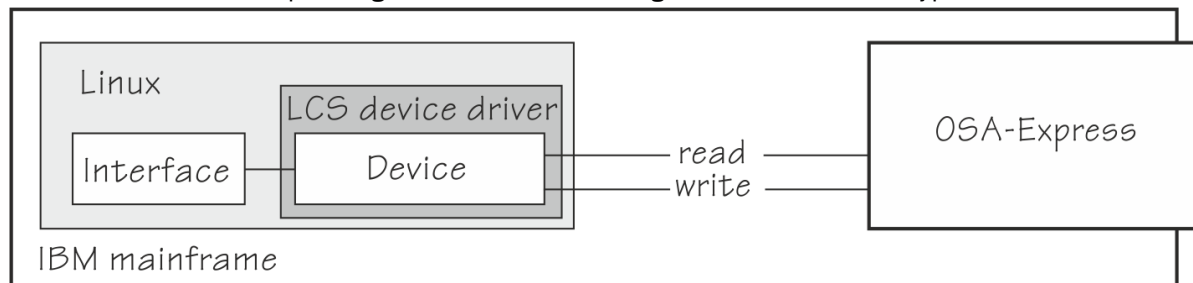 Linux
LCS device driver
Interface
Device
read
write
OSA-Express
IBM mainframe